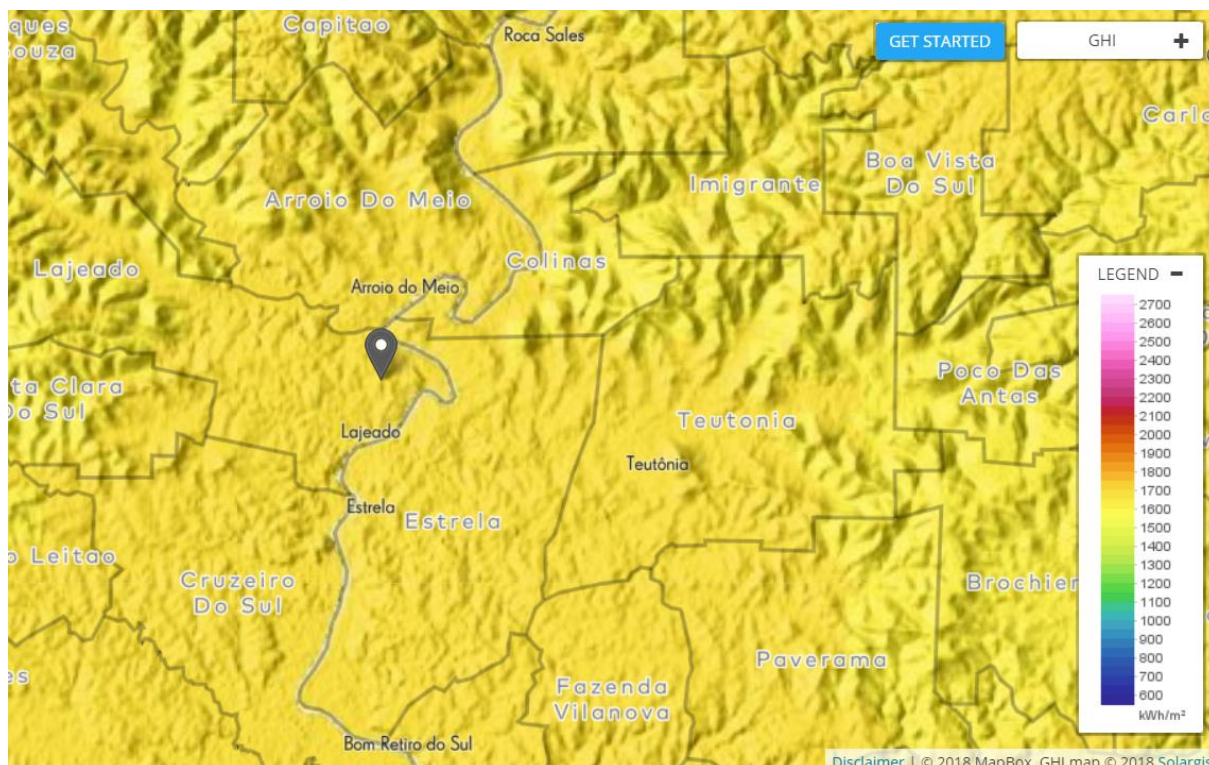 ques
Souza
Capitao
Roca Sales
GET STARTED
GHI +
Carlo
Boa Vista
Do Sul
Imigrante
Arroio Do Meio
Colinas
Lajeado
Arroio do Meio
LEGEND -
2700
2600
2500
2400
2300
2200
2100
2000
1900
1800
1700
1600
1500
1400
1300
1200
1100
1000
900
800
700
600
kWh/m²
ta Clara
Do Sul
Poco Das
Antas
Teutonia
Lajeado
Teutônia
Estrela
Estrela
o Leitao
Cruzeiro
Do Sul
Brochier
Paverama
es
Fazenda
Vilanova
Bom Retiro do Sul
Disclaimer | © 2018 MapBox, GHI map © 2018 Solargis